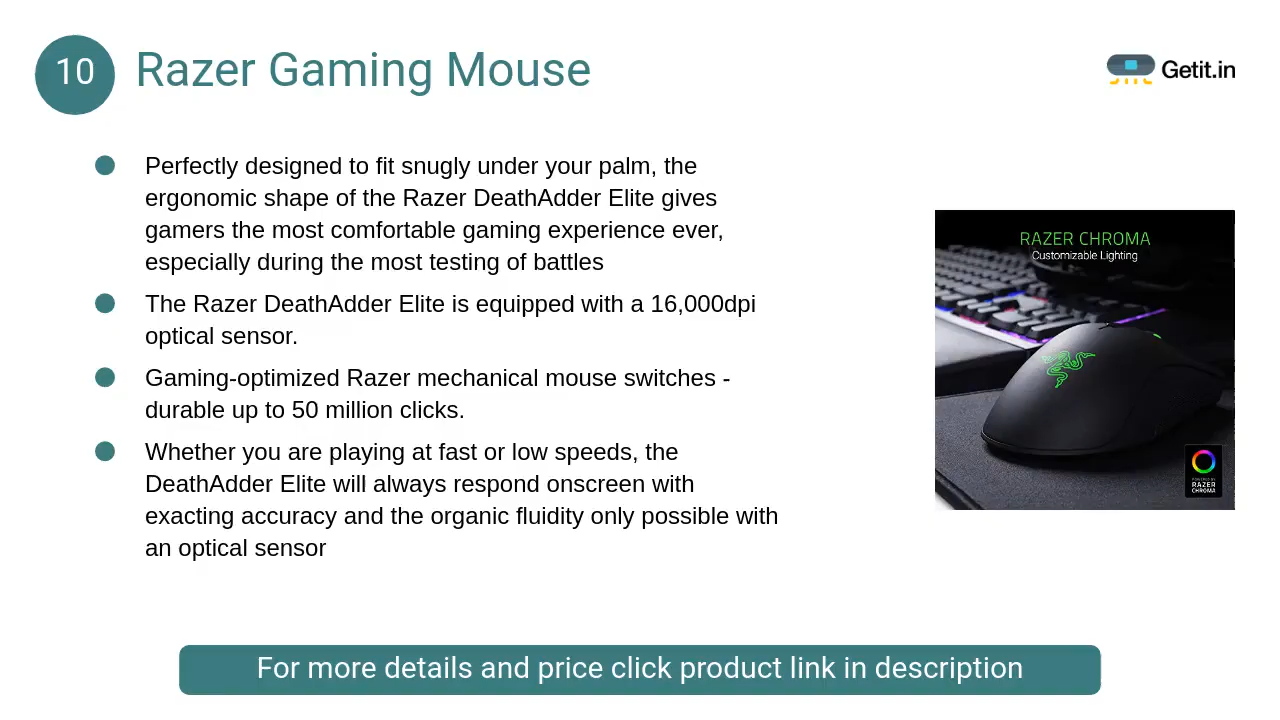 10
Razer Gaming Mouse
Getit.in
Perfectly designed to fit snugly under your palm, the
ergonomic shape of the Razer DeathAdder Elite gives
gamers the most comfortable gaming experience ever,
especially during the most testing of battles
The Razer DeathAdder Elite is equipped with a 16,000dpi
optical sensor.
Gaming-optimized Razer mechanical mouse switches -
durable up to 50 million clicks.
Whether you are playing at fast or low speeds, the
DeathAdder Elite will always respond onscreen with
exacting accuracy and the organic fluidity only possible with
an optical sensor
RAZER CHROMA
Customizable Lighting
POWERED BY
RAZER
CHROMA
For more details and price click product link in description